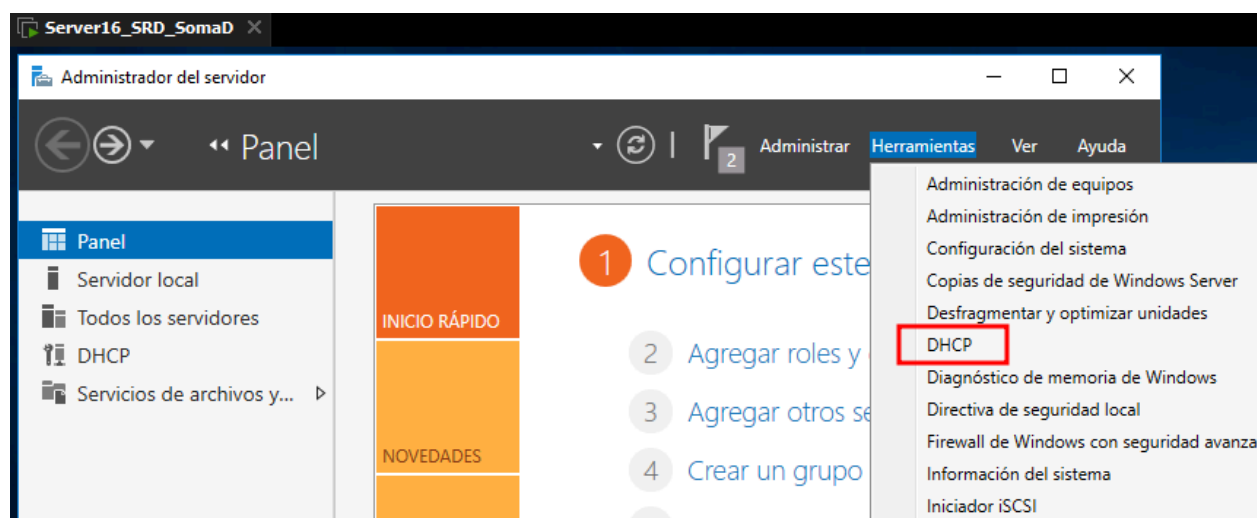 Server16_SRD_SomaD
Administrador del servidor
Panel
2
Administrar
Herramientas
Ver
Ayuda
Panel
Servidor local
Todos los servidores
DHCP
Servicios de archivos y...
INICIO RÁPIDO
NOVEDADES
1 Configurar este
2 Agregar roles y
3 Agregar otros se
4 Crear un grupo
Administración de equipos
Administración de impresión
Configuración del sistema
Copias de seguridad de Windows Server
Desfragmentar y optimizar unidades
DHCP
Diagnóstico de memoria de Windows
Directiva de seguridad local
Firewall de Windows con seguridad avanza
Información del sistema
Iniciador iSCSI